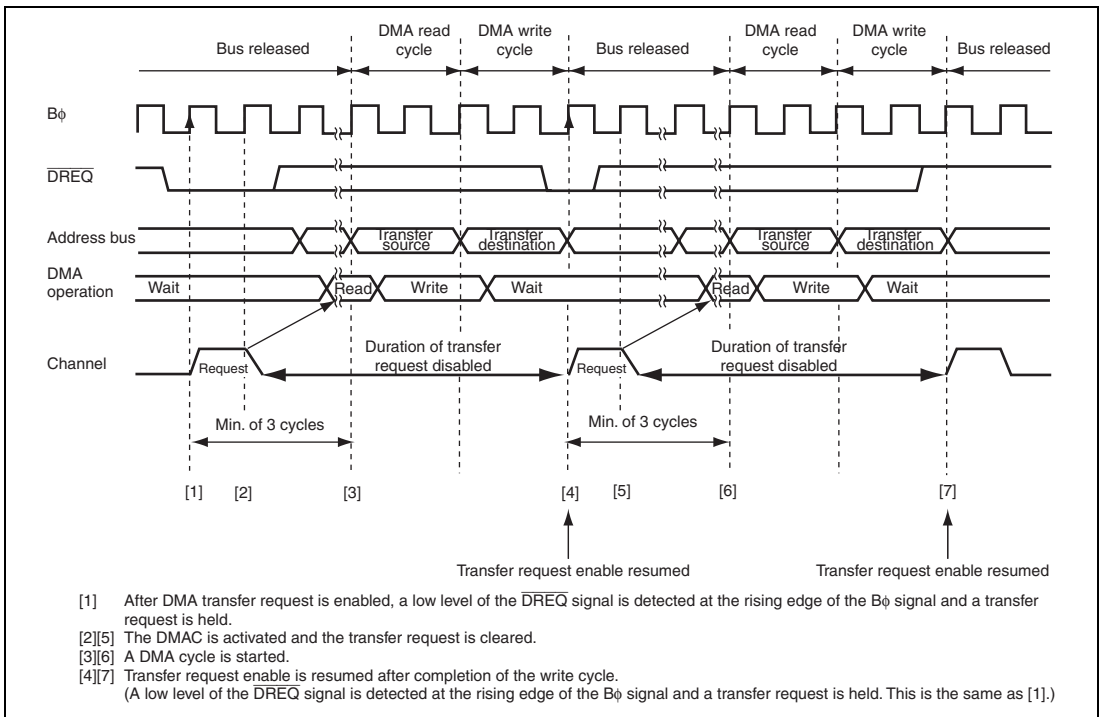 Bus released
DMA read cycle
DMA write cycle
Bus released
DMA read cycle
DMA write cycle
Bus released
Bφ
DREQ
Address bus
Transfer source
Transfer destination
Transfer source
Transfer destination
DMA operation
Wait
Read
Write
Wait
Read
Write
Wait
Channel
Request
Duration of transfer request disabled
Request
Duration of transfer request disabled
Min. of 3 cycles
Min. of 3 cycles
[1]
[2]
[3]
[4]
[5]
[6]
[7]
Transfer request enable resumed
Transfer request enable resumed
[1] After DMA transfer request is enabled, a low level of the DREQ signal is detected at the rising edge of the Bφ signal and a transfer
request is held.
[2][5] The DMAC is activated and the transfer request is cleared.
[3][6] A DMA cycle is started.
[4][7] Transfer request enable is resumed after completion of the write cycle.
(A low level of the DREQ signal is detected at the rising edge of the Bφ signal and a transfer request is held. This is the same as [1].)